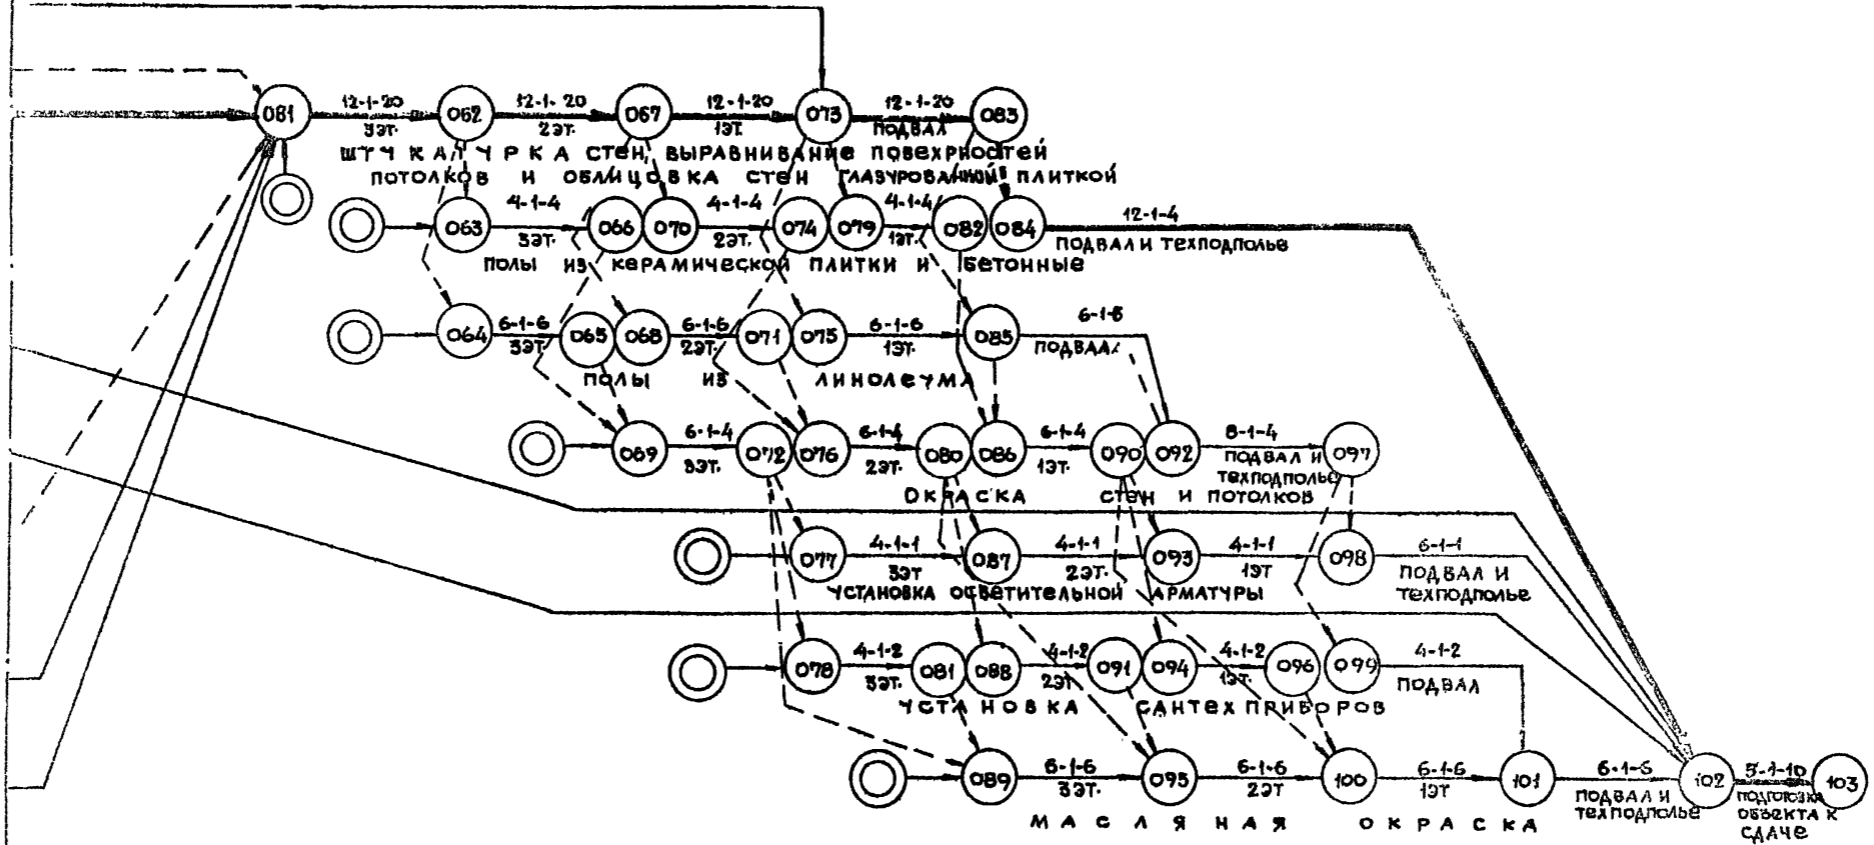 12-1-20 12-1-20 12-1-20 12-1-20
081 062 067 073 083
3эт. 2эт. 1эт. подвал
штукатурка стен, выравнивание поверхностей
потолков и облицовка стен глазурованной плиткой
4-1-4 4-1-4 4-1-4 12-1-4
063 066 070 074 079 082 084
3эт. 2эт. 1эт. подвал и техподполье
полы из керамической плитки и бетонные
6-1-6 6-1-6 6-1-6 6-1-6
064 065 068 071 075 085
3эт. 2эт. 1эт. подвал
полы из линолеума
6-1-4 6-1-4 6-1-4 8-1-4
069 072 076 080 086 090 092 097
3эт. 2эт. 1эт. подвал и
техподполье
Окраска стен и потолков
4-1-1 4-1-1 4-1-1 6-1-1
077 087 093 098
3эт 2эт. 1эт подвал и
техподполье
установка осветительной арматуры
4-1-2 4-1-2 4-1-2 4-1-2
078 081 088 091 094 096 099
3эт. 2эт 1эт. подвал
установка сантехприборов
6-1-6 6-1-6 6-1-6 6-1-6 5-1-10
089 095 100 101 102 103
3эт. 2эт 1эт подвал и
техподполье
подготовка
объекта к
сдаче
масляная окраска